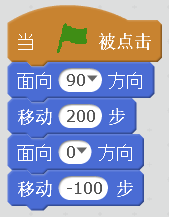 当 被点击
面向 90 方向
移动 200 步
面向 0 方向
移动 -100 步